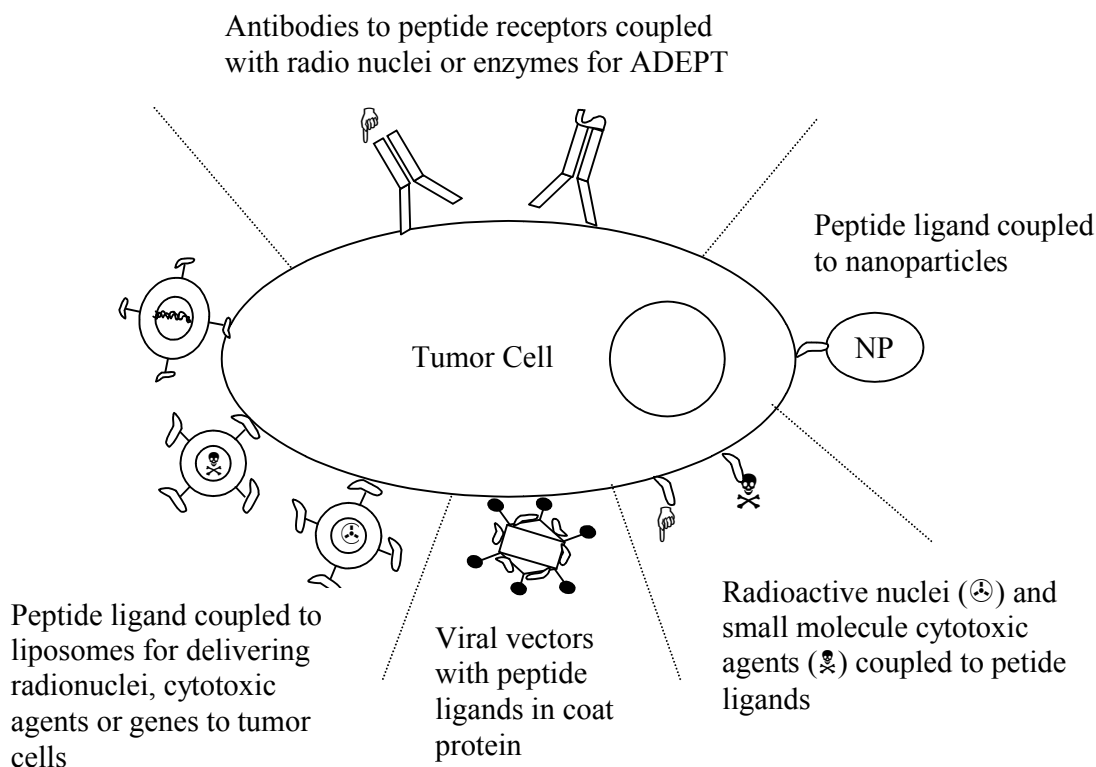 Antibodies to peptide receptors coupled
with radio nuclei or enzymes for ADEPT
Peptide ligand coupled
to nanoparticles
Tumor Cell
NP
Radioactive nuclei (✇) and
small molecule cytotoxic
agents (☠) coupled to petide
ligands
Viral vectors
with peptide
ligands in coat
protein
Peptide ligand coupled to
liposomes for delivering
radionuclei, cytotoxic
agents or genes to tumor
cells